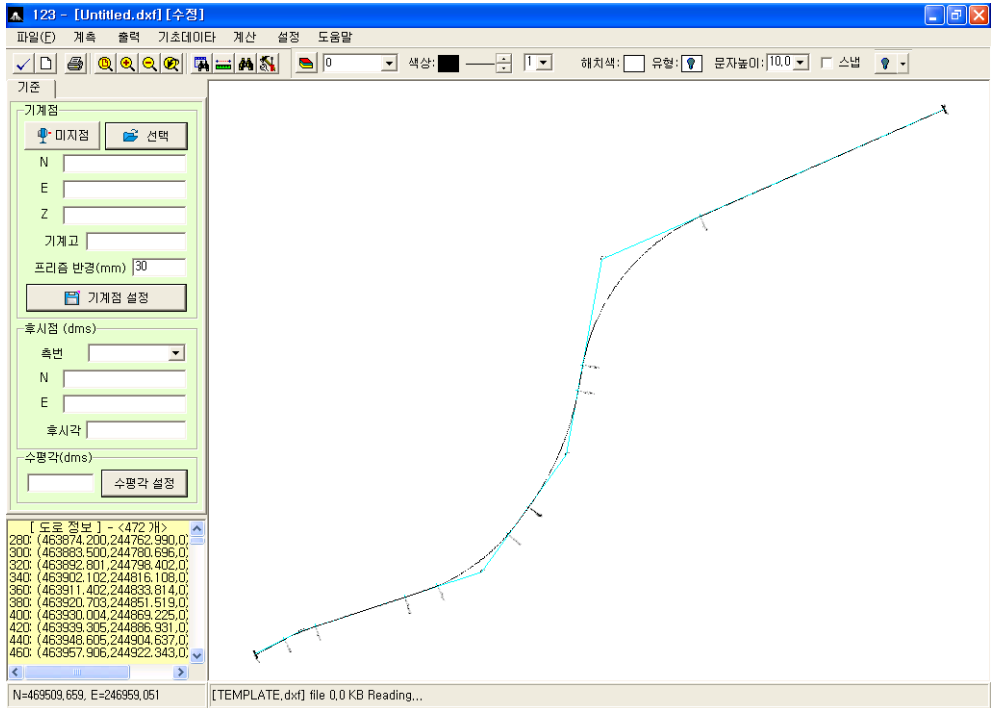 123 - [Untitled.dxf] [수정]
파일(F) 계측 출력 기초데이타 계산 설정 도움말
0 색상: 1 해치색: 유형: 문자높이: 10,0 스냅
기준
기계점
미지점 선택
N
E
Z
기계고
프리즘 반경(mm) 30
기계점 설정
후시점 (dms)
측번
N
E
후시각
수평각(dms)
수평각 설정
[ 도로 정보 ] - <472 개>
280: (463874.200,244762.990,0)
300: (463883.500,244780.696,0)
320: (463892.801,244798.402,0)
340: (463902.102,244816.108,0)
360: (463911.402,244833.814,0)
380: (463920.703,244851.519,0)
400: (463930.004,244869.225,0)
420: (463939.305,244886.931,0)
440: (463948.605,244904.637,0)
460: (463957.906,244922.343,0)
N=469509,659, E=246959,051 [TEMPLATE,dxf] file 0,0 KB Reading,,,